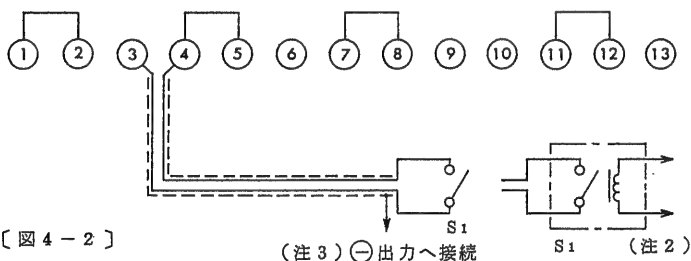 ① ② ③ ④ ⑤ ⑥ ⑦ ⑧ ⑨ ⑩ ⑪ ⑫ ⑬
S1
S1
(注2)
〔図4-2〕
(注3)⊖出力へ接続